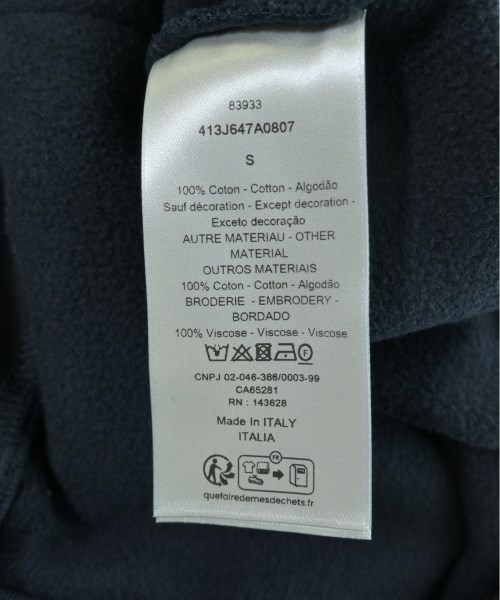 83933
413J647A0807
S
100% Coton - Cotton - Algodão
Sauf décoration - Except decoration -
Exceto decoração
AUTRE MATERIAU - OTHER
MATERIAL
OUTROS MATERIAIS
100% Coton - Cotton - Algodão
BRODERIE - EMBRODERY -
BORDADO
100% Viscose - Viscose - Viscose
F
CNPJ 02-046-366/0003-99
CA65281
RN : 143628
Made In ITALY
ITALIA
FR
quefairedemesdechets.fr